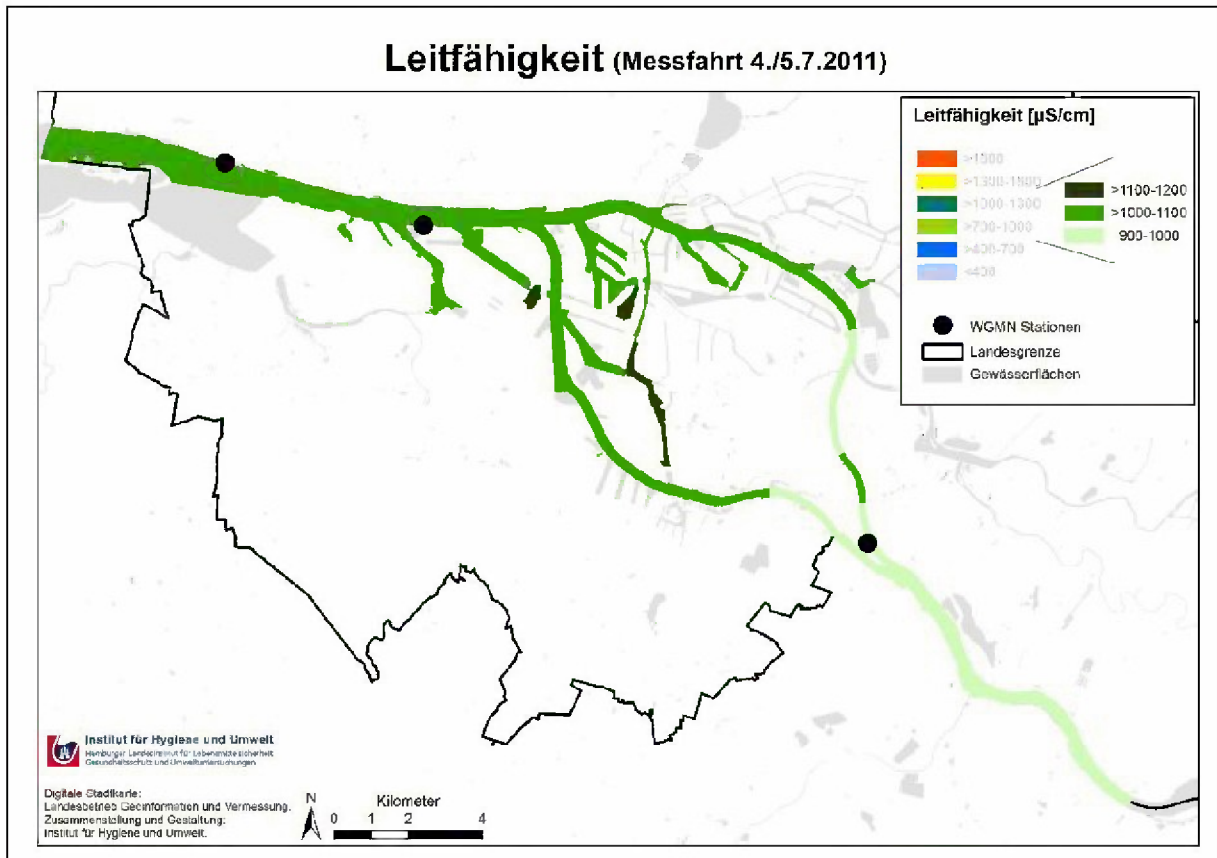 Leitfähigkeit (Messfahrt 4./5.7.2011)
Leitfähigkeit [µS/cm]
>1300-1800
>1000-1300
>700-1000
>400-700
<400
>1100-1200
>1000-1100
900-1000
WGMN Stationen
Landesgrenze
Gewässerflächen
Institut für Hygiene und Umwelt
Hamburger Landesinstitut für Lebensmittelsicherheit
Gesundheitsschutz und Umweltuntersuchungen
Digitale Stadtkarte:
Landesbetrieb Geoinformation und Vermessung.
Zusammenstellung und Gestaltung:
Institut für Hygiene und Umwelt.
N
Kilometer
0 1 2 4